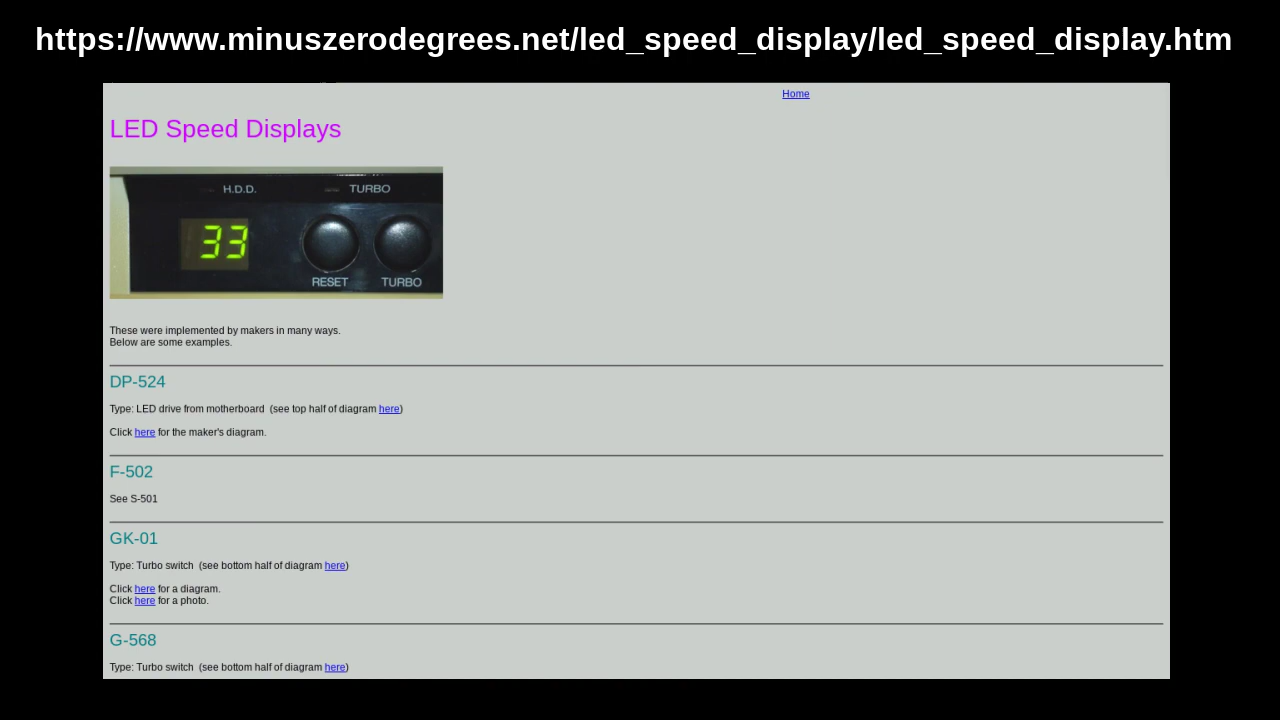 https://www.minuszerodegrees.net/led_speed_display/led_speed_display.htm
Home
LED Speed Displays
H.D.D. TURBO
33
RESET TURBO
These were implemented by makers in many ways.
Below are some examples.
DP-524
Type: LED drive from motherboard  (see top half of diagram here)
Click here for the maker's diagram.
F-502
See S-501
GK-01
Type: Turbo switch  (see bottom half of diagram here)
Click here for a diagram.
Click here for a photo.
G-568
Type: Turbo switch  (see bottom half of diagram here)